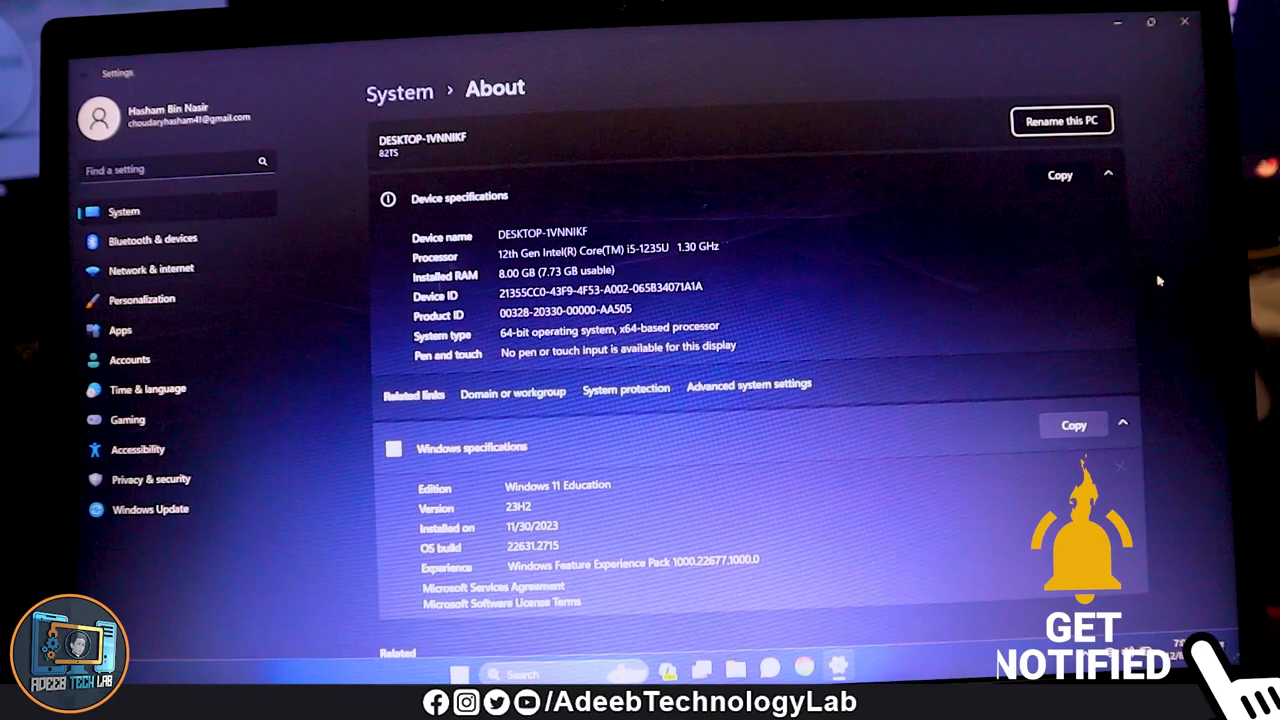 Settings
Hasham Bin Nasir
choudaryhasham41@gmail.com
Find a setting
System
Bluetooth & devices
Network & internet
Personalization
Apps
Accounts
Time & language
Gaming
Accessibility
Privacy & security
Windows Update
System › About
DESKTOP-1VNNIKF
82TS
Rename this PC
Device specifications
Copy
Device name DESKTOP-1VNNIKF
Processor 12th Gen Intel(R) Core(TM) i5-1235U 1.30 GHz
Installed RAM 8.00 GB (7.73 GB usable)
Device ID 21355CC0-43F9-4F53-A002-065B34071A1A
Product ID 00328-20330-00000-AA505
System type 64-bit operating system, x64-based processor
Pen and touch No pen or touch input is available for this display
Related links Domain or workgroup System protection Advanced system settings
Windows specifications
Copy
Edition Windows 11 Education
Version 23H2
Installed on 11/30/2023
OS build 22631.2715
Experience Windows Feature Experience Pack 1000.22677.1000.0
Microsoft Services Agreement
Microsoft Software License Terms
Related
Search
GET
NOTIFIED
ADEEB TECH LAB
/AdeebTechnologyLab